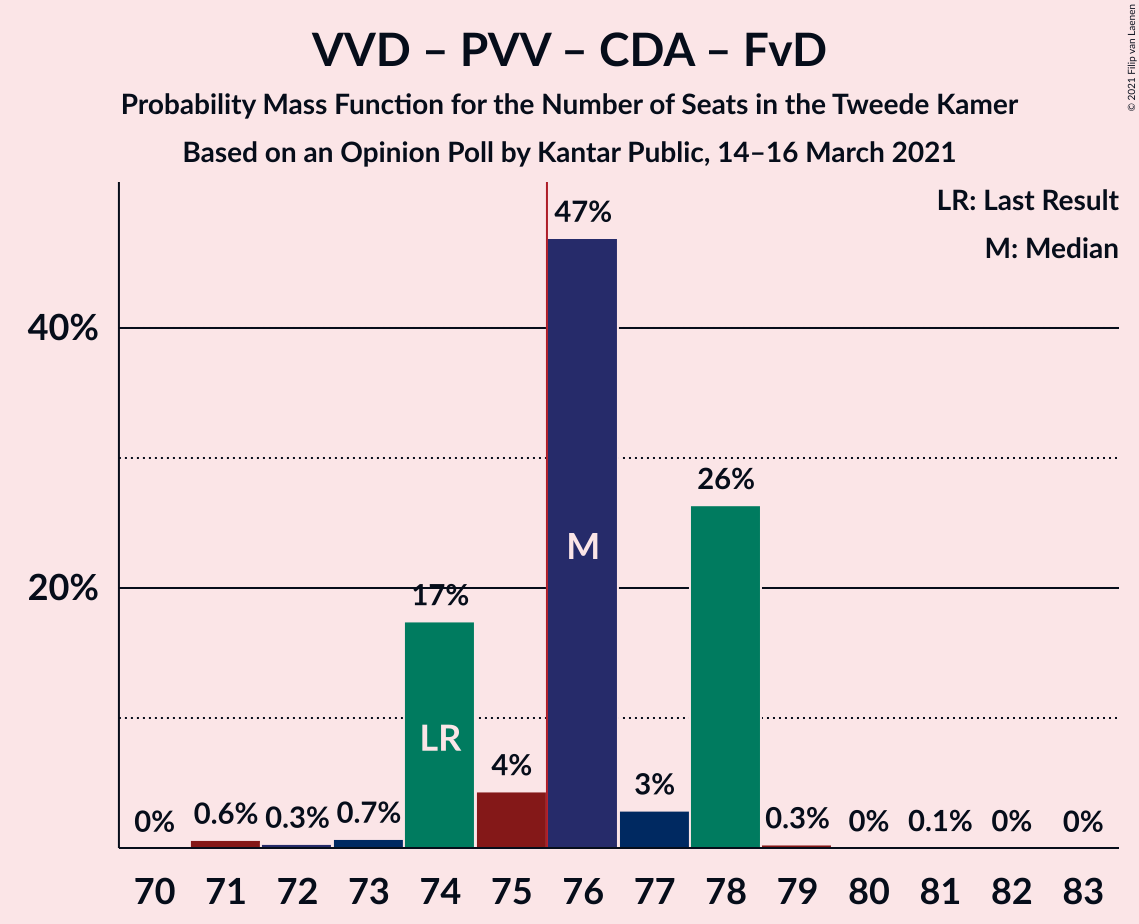 VVD – PVV – CDA – FvD
Probability Mass Function for the Number of Seats in the Tweede Kamer
Based on an Opinion Poll by Kantar Public, 14–16 March 2021
© 2021 Filip van Laenen
LR: Last Result
M: Median
47%
40%
26%
M
20%
17%
LR
4%
3%
0% 0.6% 0.3% 0.7% 0.3% 0% 0.1% 0% 0%
70 71 72 73 74 75 76 77 78 79 80 81 82 83